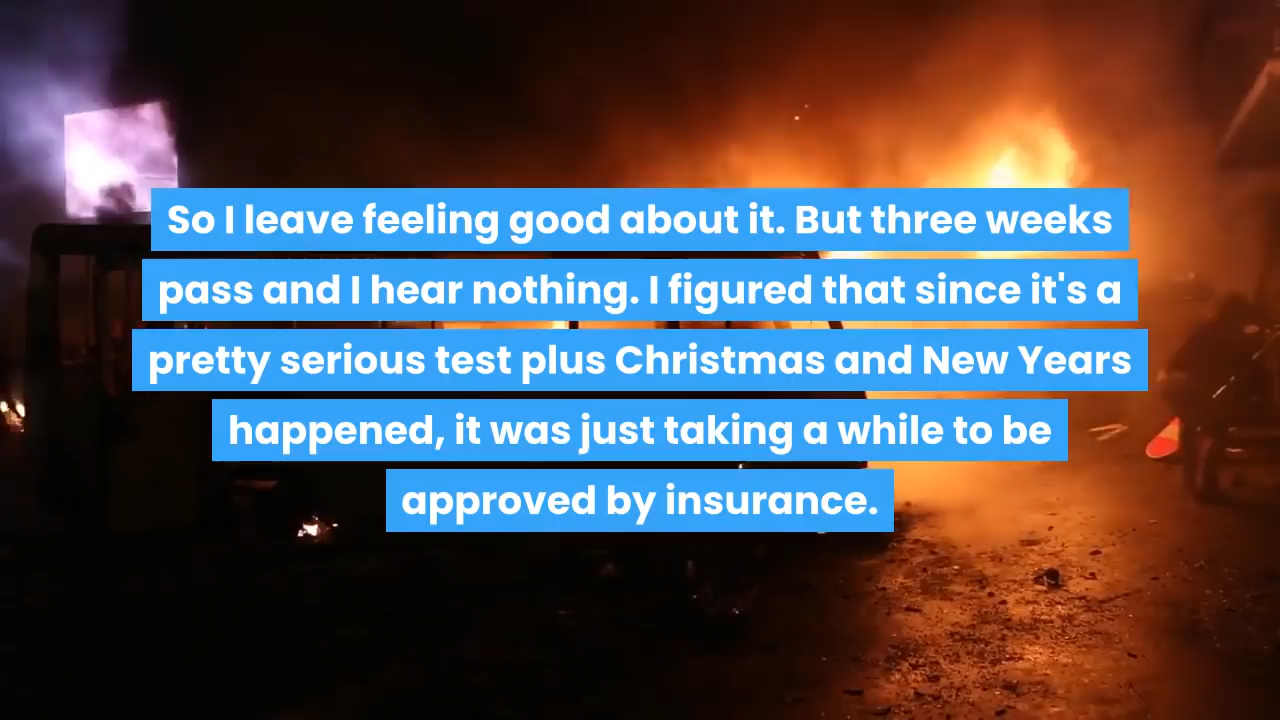 So I leave feeling good about it. But three weeks
pass and I hear nothing. I figured that since it's a
pretty serious test plus Christmas and New Years
happened, it was just taking a while to be
approved by insurance.